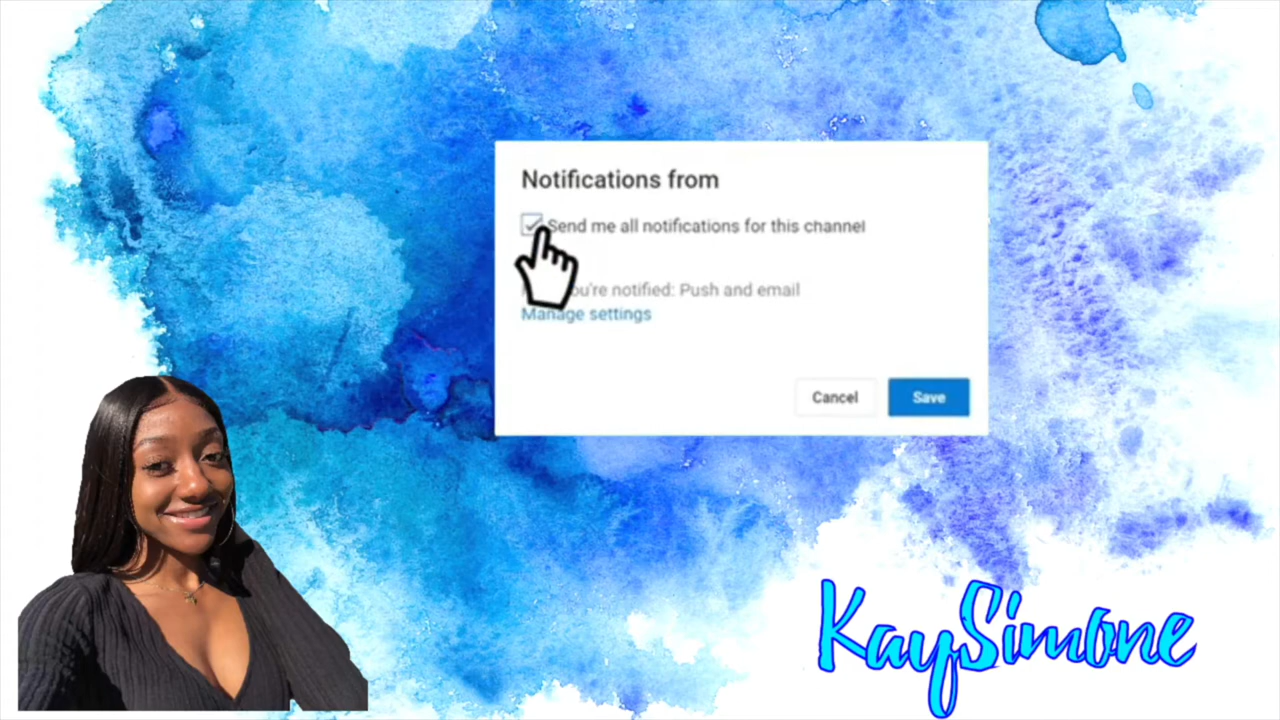 Notifications from
Send me all notifications for this channel
you're notified: Push and email
Manage settings
Cancel
Save
KaySimone